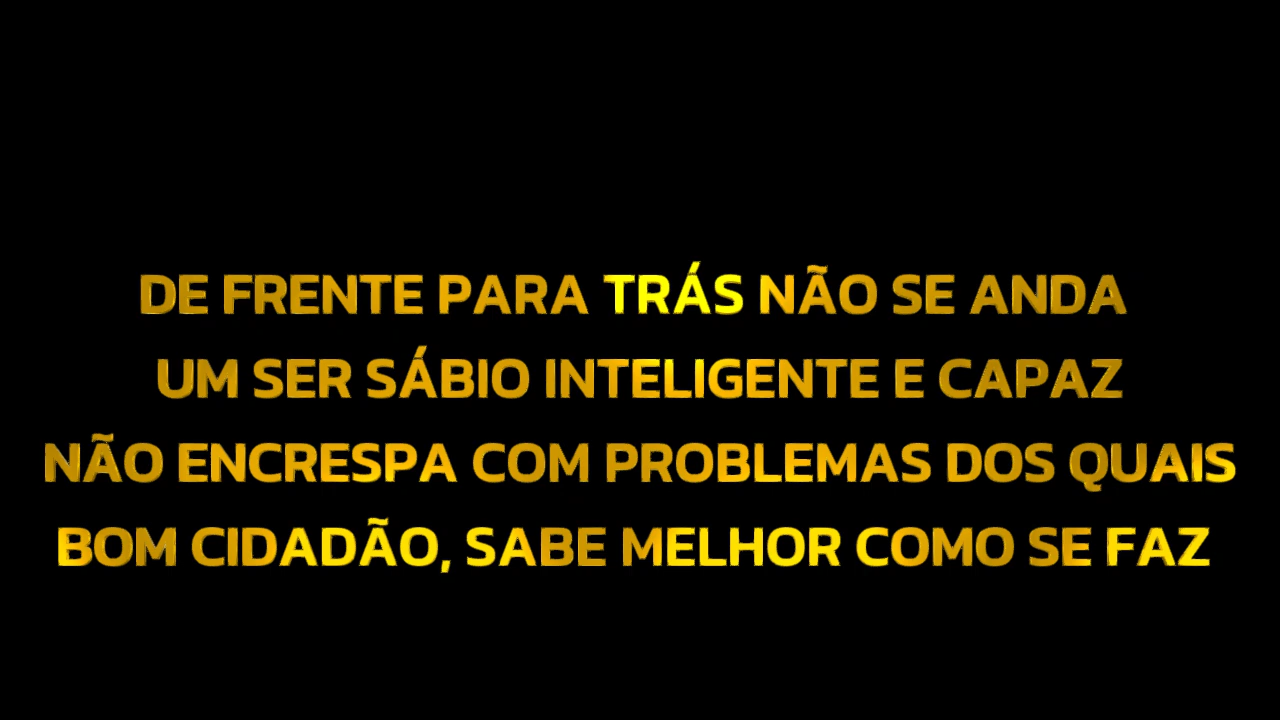 DE FRENTE PARA TRÁS NÃO SE ANDA
UM SER SÁBIO INTELIGENTE E CAPAZ
NÃO ENCRESPA COM PROBLEMAS DOS QUAIS
BOM CIDADÃO, SABE MELHOR COMO SE FAZ